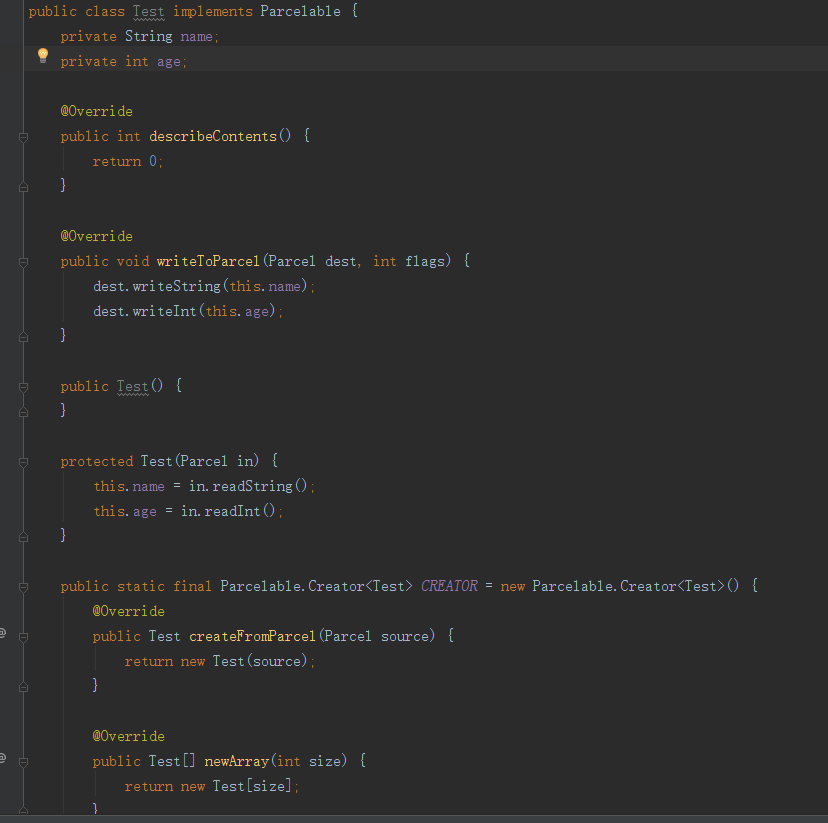 public class Test implements Parcelable {
    private String name;
    private int age;

    @Override
    public int describeContents() {
        return 0;
    }

    @Override
    public void writeToParcel(Parcel dest, int flags) {
        dest.writeString(this.name);
        dest.writeInt(this.age);
    }

    public Test() {
    }

    protected Test(Parcel in) {
        this.name = in.readString();
        this.age = in.readInt();
    }

    public static final Parcelable.Creator<Test> CREATOR = new Parcelable.Creator<Test>() {
        @Override
        public Test createFromParcel(Parcel source) {
            return new Test(source);
        }

        @Override
        public Test[] newArray(int size) {
            return new Test[size];
        }